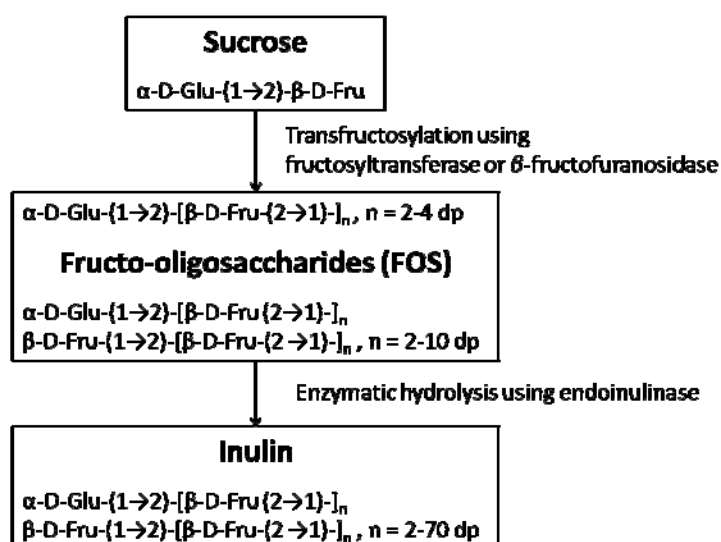 Sucrose
α-D-Glu-(1→2)-β-D-Fru
Transfructosylation using
fructosyltransferase or β-fructofuranosidase
α-D-Glu-(1→2)-[β-D-Fru-(2→1)-]n, n = 2-4 dp
Fructo-oligosaccharides (FOS)
α-D-Glu-(1→2)-[β-D-Fru(2→1)-]n
β-D-Fru-(1→2)-[β-D-Fru-(2→1)-]n, n = 2-10 dp
Enzymatic hydrolysis using endoinulinase
Inulin
α-D-Glu-(1→2)-[β-D-Fru(2→1)-]n
β-D-Fru-(1→2)-[β-D-Fru-(2→1)-]n, n = 2-70 dp